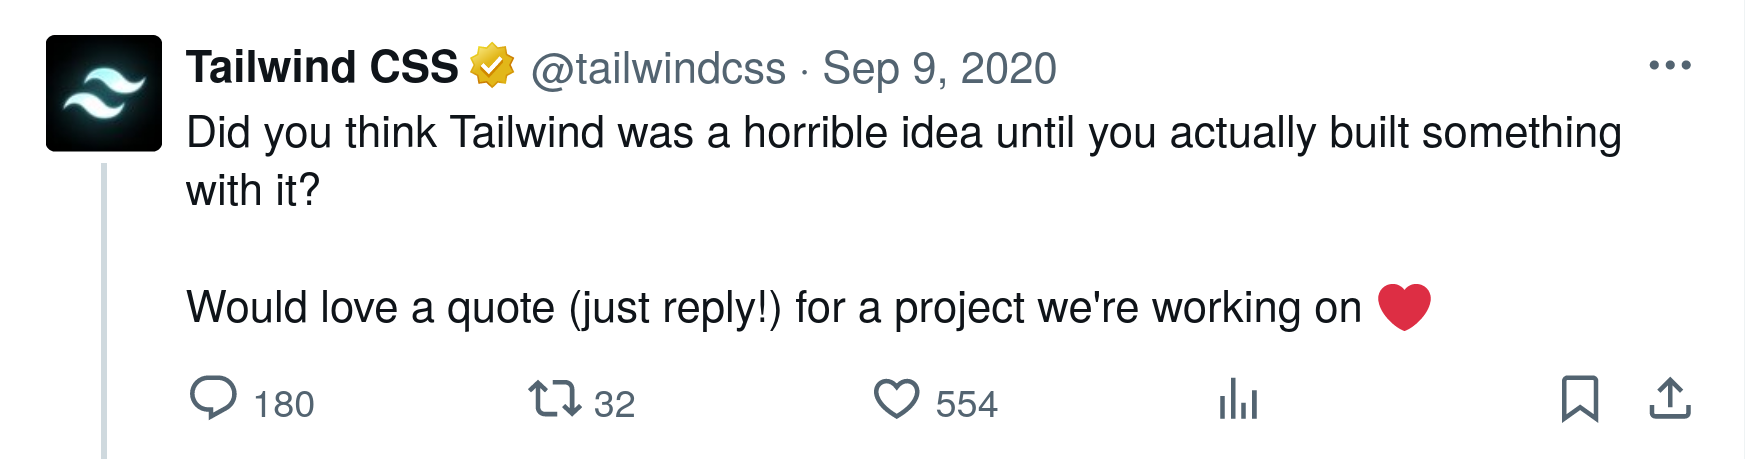 Tailwind CSS @tailwindcss · Sep 9, 2020
Did you think Tailwind was a horrible idea until you actually built something
with it?
Would love a quote (just reply!) for a project we're working on ❤️
180 32 554